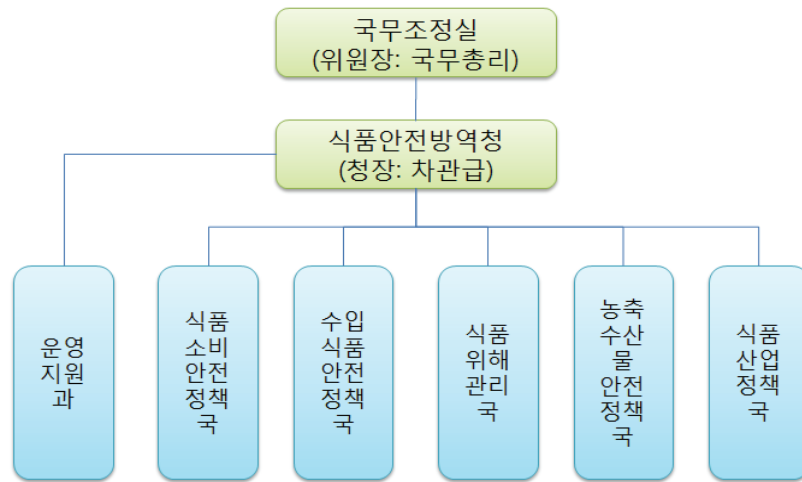 국무조정실
(위원장: 국무총리)
식품안전방역청
(청장: 차관급)
운영
지원
과
식품
소비
안전
정책
국
수입
식품
안전
정책
국
식품
위해
관리
국
농축
수산
물
안전
정책
국
식품
산업
정책
국